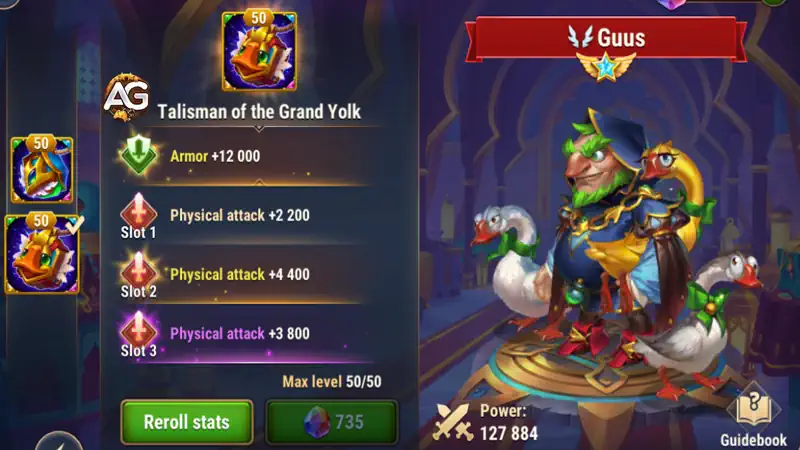 50
AG
Talisman of the Grand Yolk
50
50
Armor +12 000
Physical attack +2 200
Slot 1
Physical attack +4 400
Slot 2
Physical attack +3 800
Slot 3
Max level 50/50
Reroll stats
735
Guus
Power:
127 884
?
Guidebook